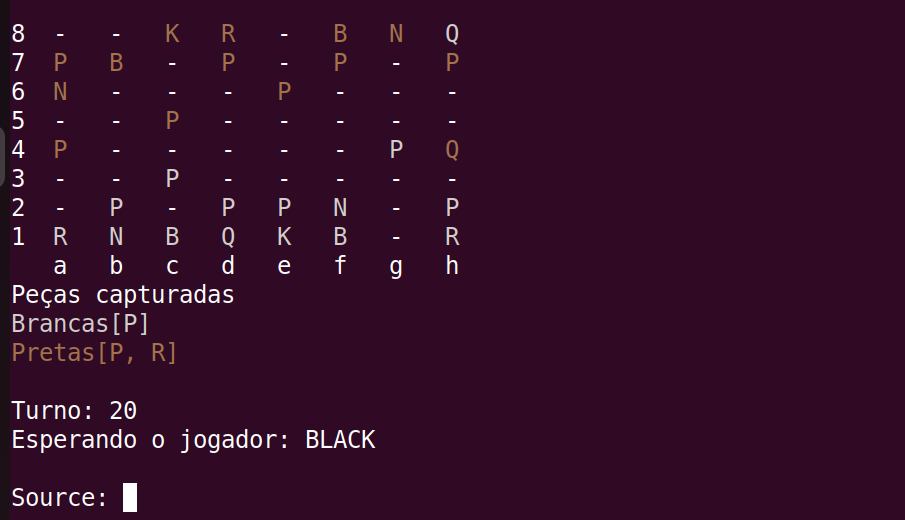 8 - - K R - B N Q
7 P B - P - P - P
6 N - - - P - - -
5 - - P - - - - -
4 P - - - - - P Q
3 - - P - - - - -
2 - P - P P N - P
1 R N B Q K B - R
a b c d e f g h
Peças capturadas
Brancas[P]
Pretas[P, R]
Turno: 20
Esperando o jogador: BLACK
Source: